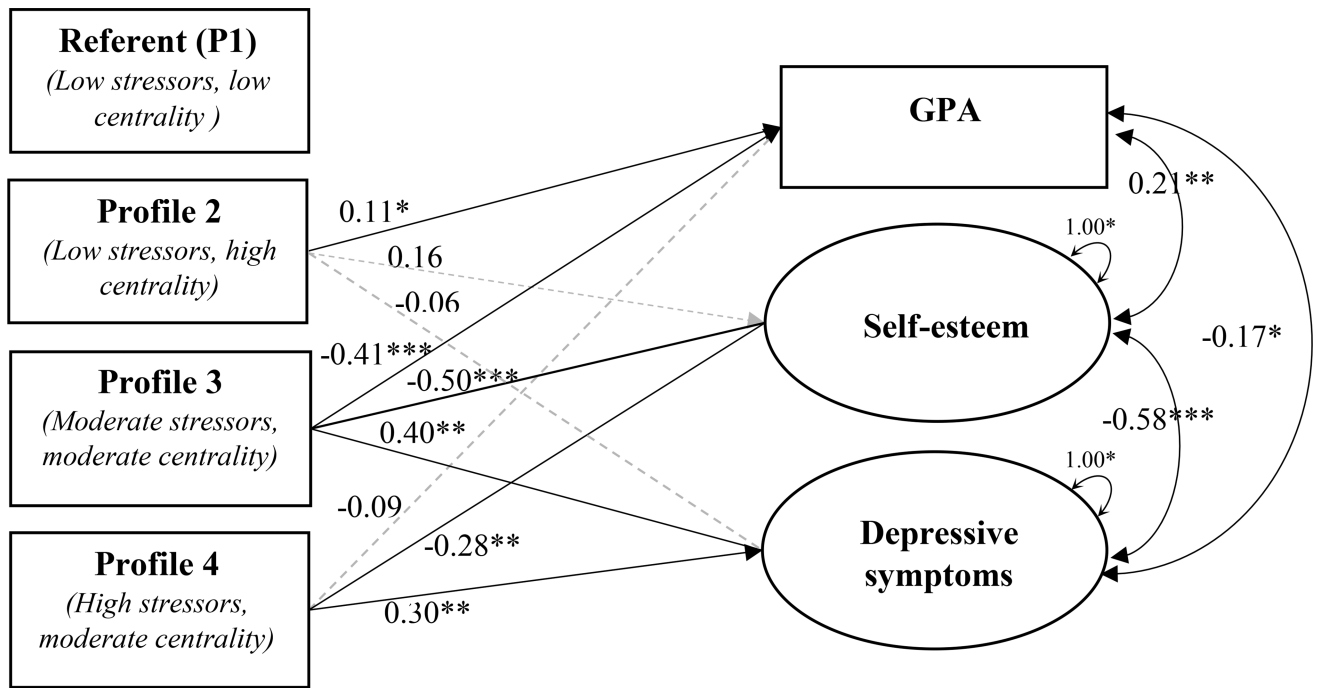 Referent (P1)
(Low stressors, low
centrality )
Profile 2
(Low stressors, high
centrality)
Profile 3
(Moderate stressors,
moderate centrality)
Profile 4
(High stressors,
moderate centrality)
0.11*
0.16
-0.06
-0.41***
-0.50***
0.40**
-0.09
-0.28**
0.30**
GPA
Self-esteem
Depressive
symptoms
1.00*
1.00*
0.21**
-0.17*
-0.58***